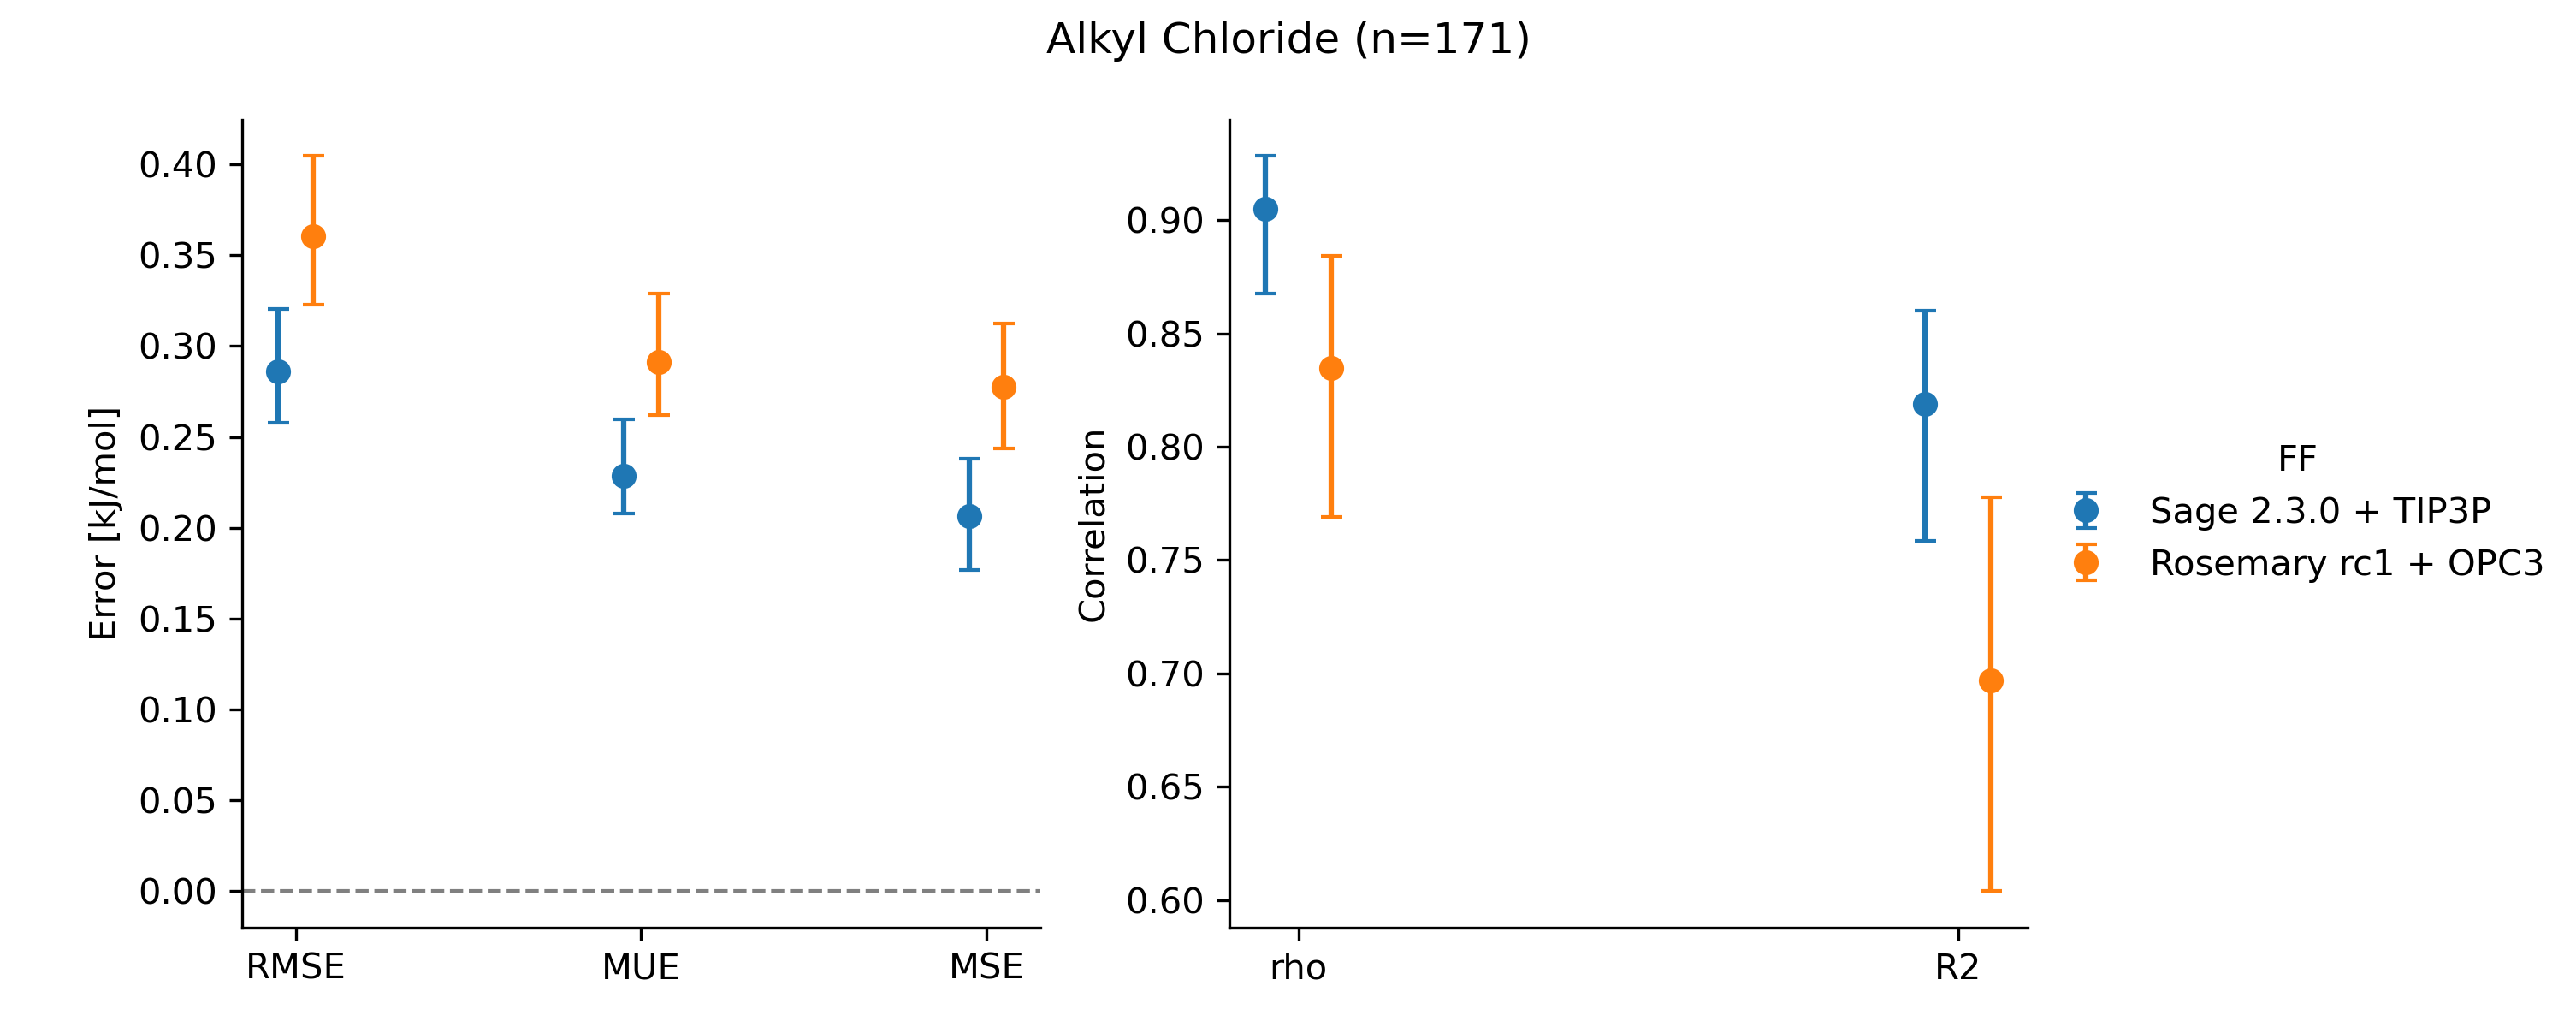 Alkyl Chloride (n=171)
Error [kJ/mol]
0.40
0.35
0.30
0.25
0.20
0.15
0.10
0.05
0.00
RMSE
MUE
MSE
Correlation
0.90
0.85
0.80
0.75
0.70
0.65
0.60
rho
R2
FF
Sage 2.3.0 + TIP3P
Rosemary rc1 + OPC3